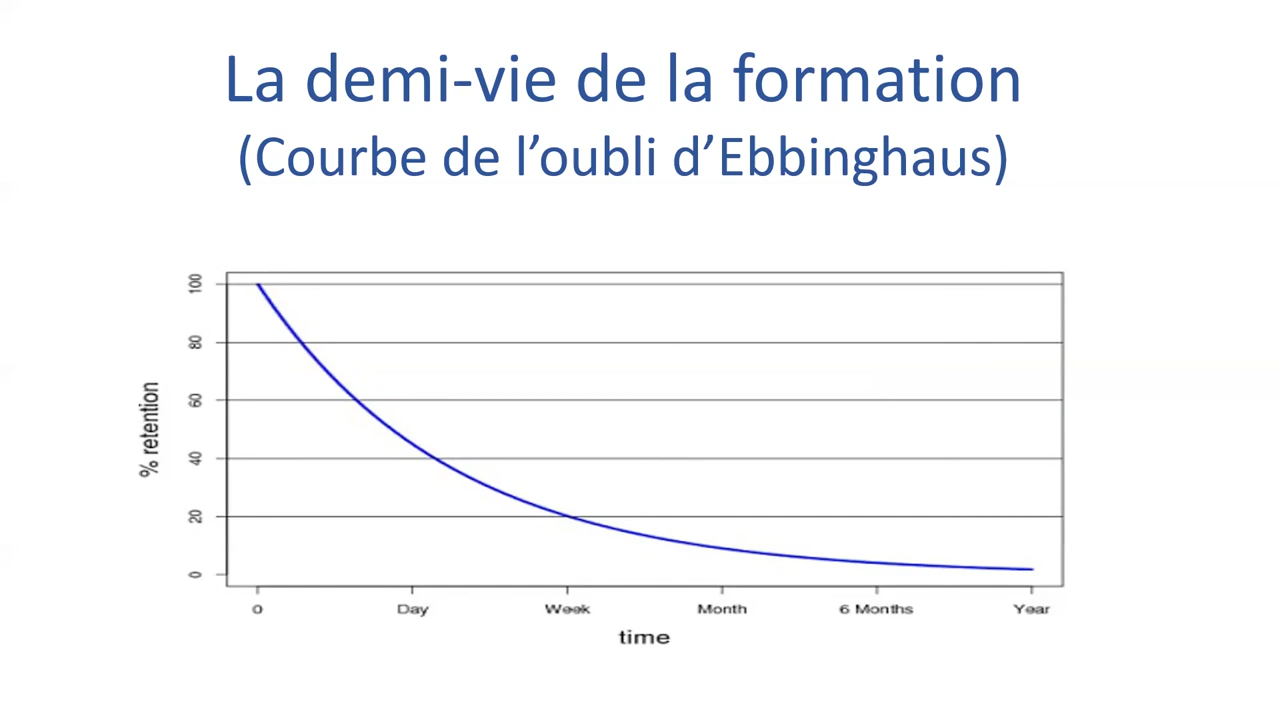 La demi-vie de la formation
(Courbe de l’oubli d’Ebbinghaus)
100
80
60
40
20
0
% retention
0 Day Week Month 6 Months Year
time